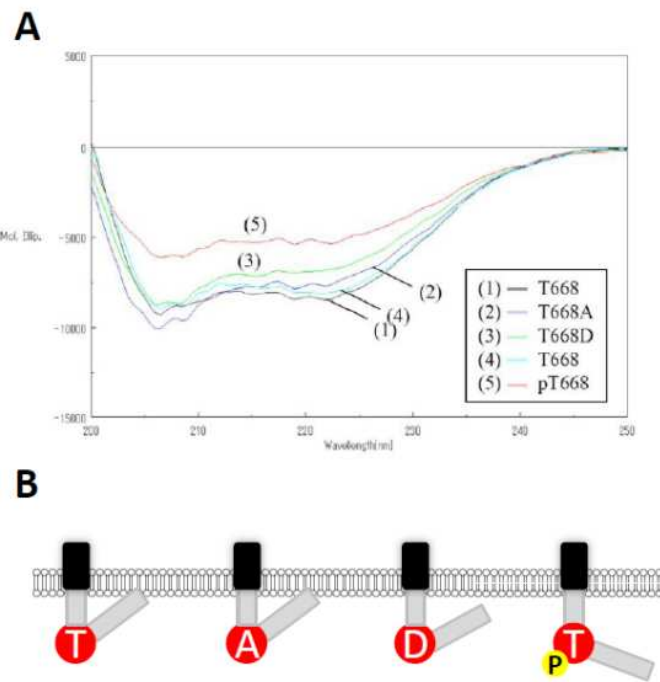 A
5000
0
-5000
-10000
-15000
Mol. Ellip.
200
210
220
230
240
250
Wavelength[nm]
(5)
(3)
(2)
(4)
(1)
(1) T668
(2) T668A
(3) T668D
(4) T668
(5) pT668
B
T
A
D
T
P